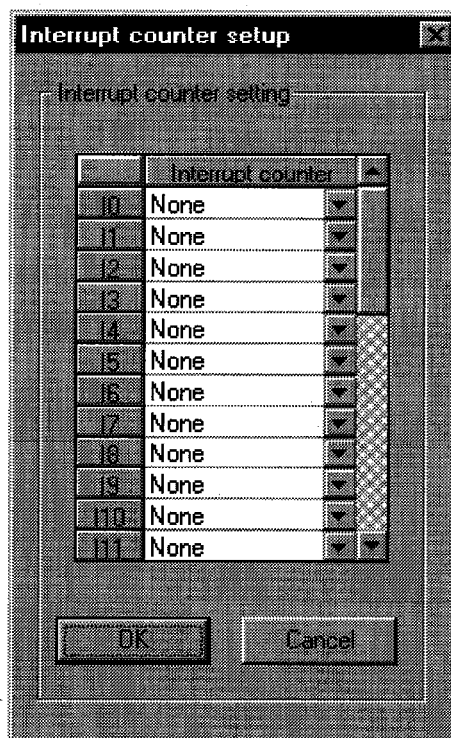 Interrupt counter setup
Interrupt counter setting
Interrupt counter
I0 None
I1 None
I2 None
I3 None
I4 None
I5 None
I6 None
I7 None
I8 None
I9 None
I10 None
I11 None
OK Cancel